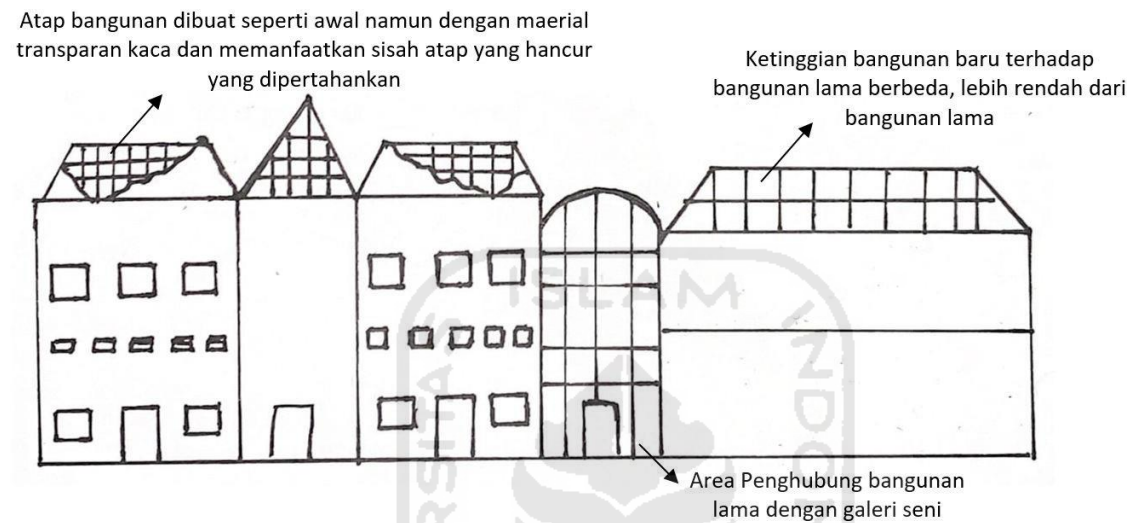 Atap bangunan dibuat seperti awal namun dengan maerial
transparan kaca dan memanfaatkan sisah atap yang hancur
yang dipertahankan
Ketinggian bangunan baru terhadap
bangunan lama berbeda, lebih rendah dari
bangunan lama
ISLAM
Area Penghubung bangunan
lama dengan galeri seni